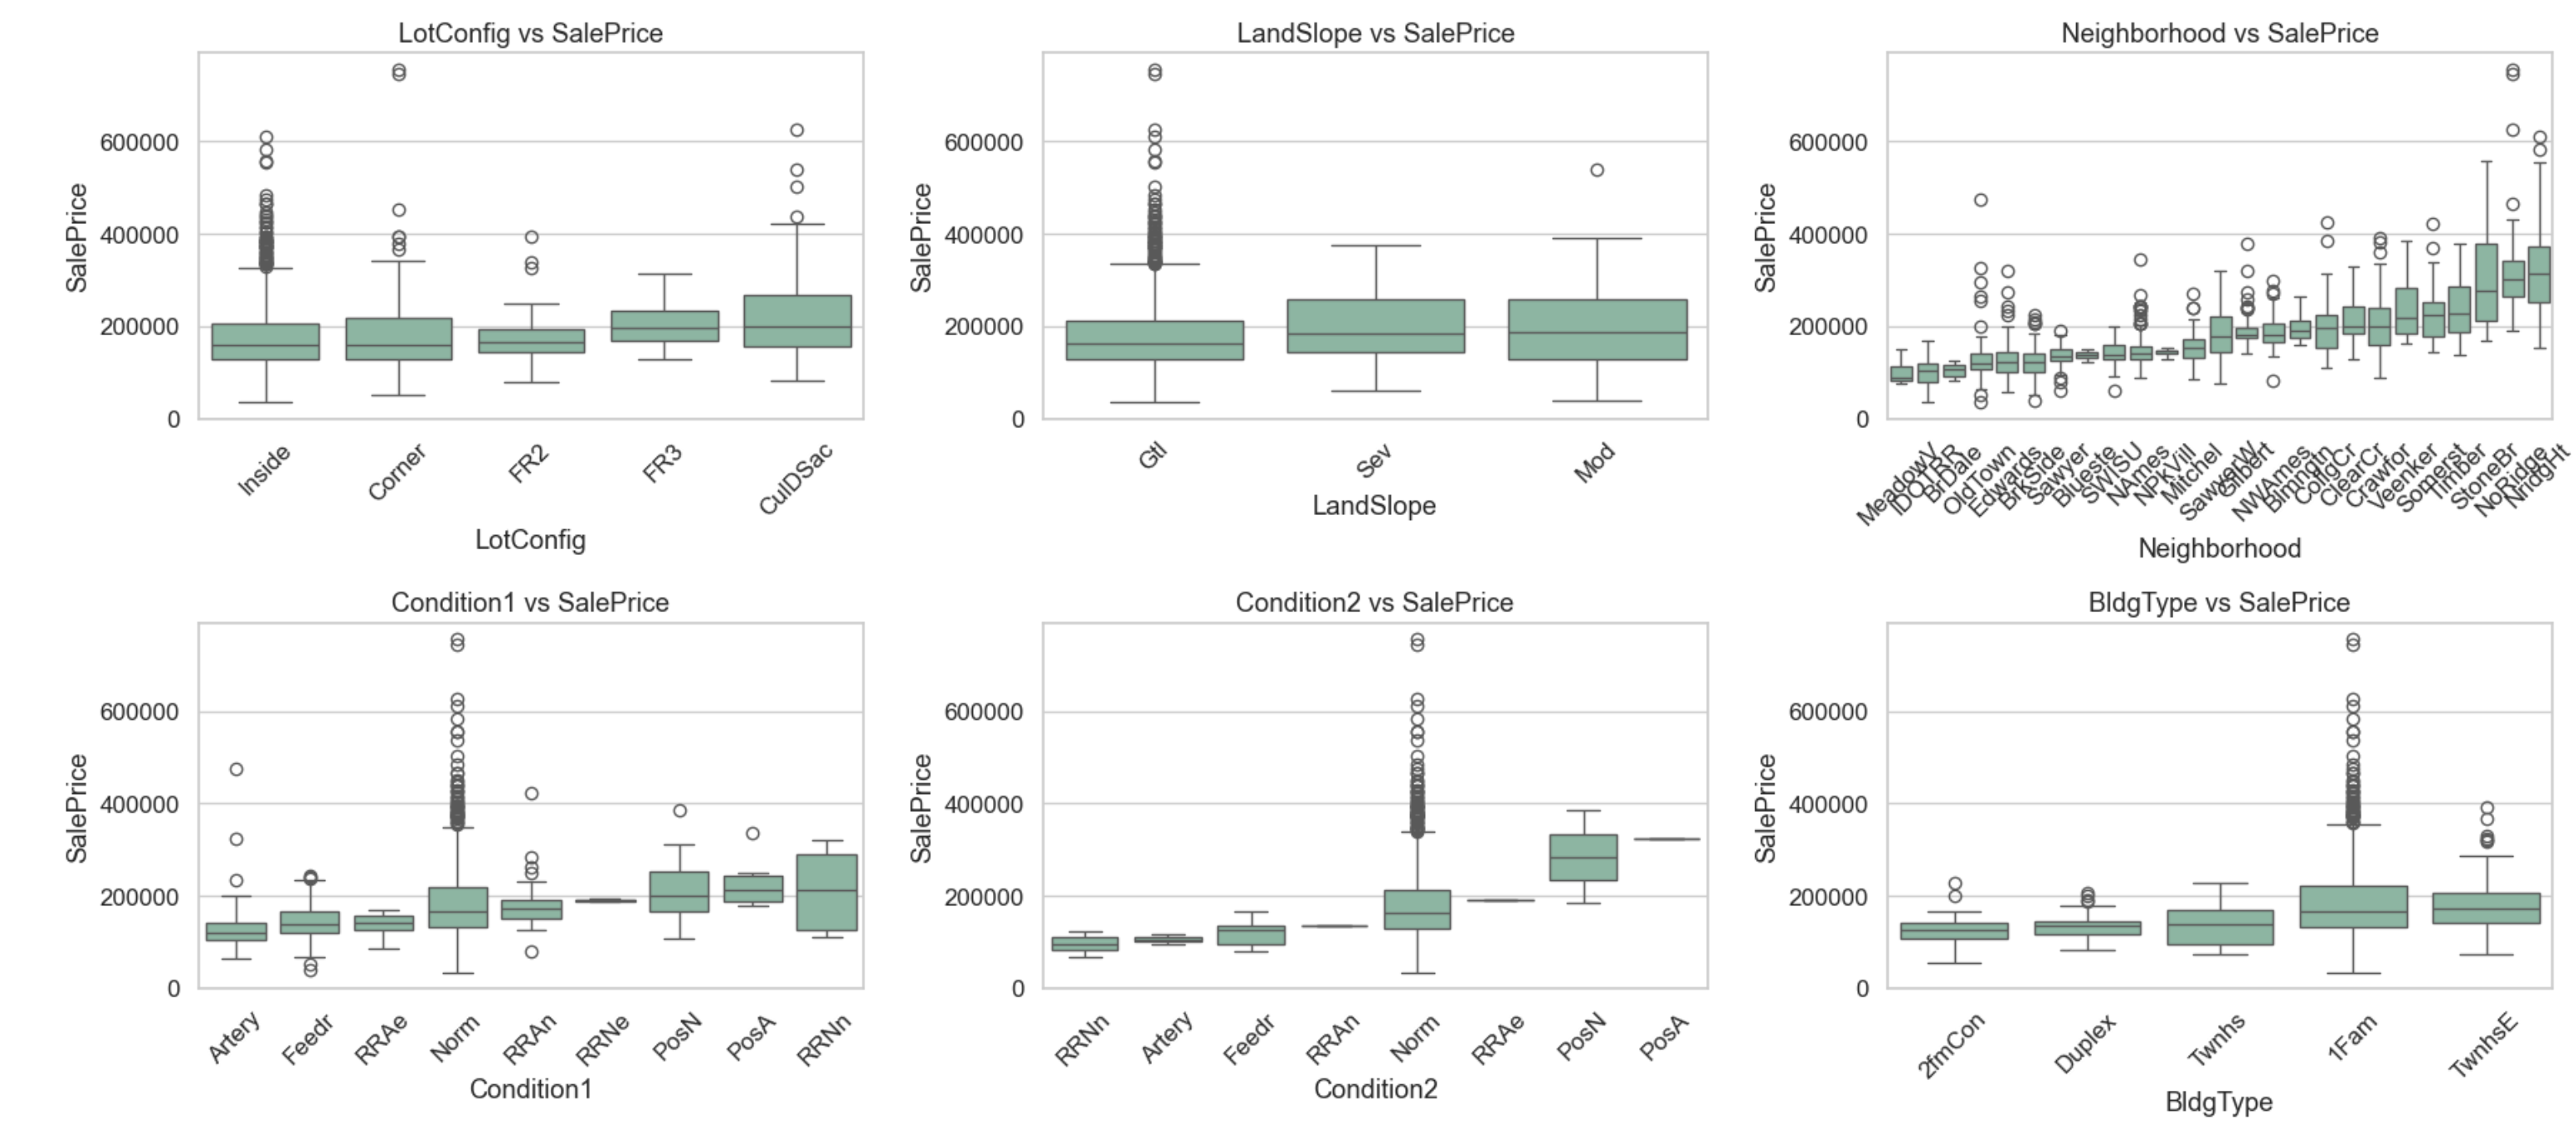 LotConfig vs SalePrice
SalePrice
600000
400000
200000
0
Inside
Corner
FR2
FR3
CulDSac
LotConfig
LandSlope vs SalePrice
SalePrice
600000
400000
200000
0
Gtl
Sev
Mod
LandSlope
Neighborhood vs SalePrice
SalePrice
600000
400000
200000
0
MeadowV
IDOTRR
BrDale
OldTown
Edwards
BrkSide
Sawyer
Blueste
SWISU
NAmes
NPkVill
Mitchel
SawyerW
Gilbert
NWAmes
Blmngtn
CollgCr
ClearCr
Crawfor
Veenker
Somerst
Timber
StoneBr
NoRidge
NridgHt
Neighborhood
Condition1 vs SalePrice
SalePrice
600000
400000
200000
0
Artery
Feedr
RRAe
Norm
RRAn
RRNe
PosN
PosA
RRNn
Condition1
Condition2 vs SalePrice
SalePrice
600000
400000
200000
0
RRNn
Artery
Feedr
RRAn
Norm
RRAe
PosN
PosA
Condition2
BldgType vs SalePrice
SalePrice
600000
400000
200000
0
2fmCon
Duplex
Twnhs
1Fam
TwnhsE
BldgType